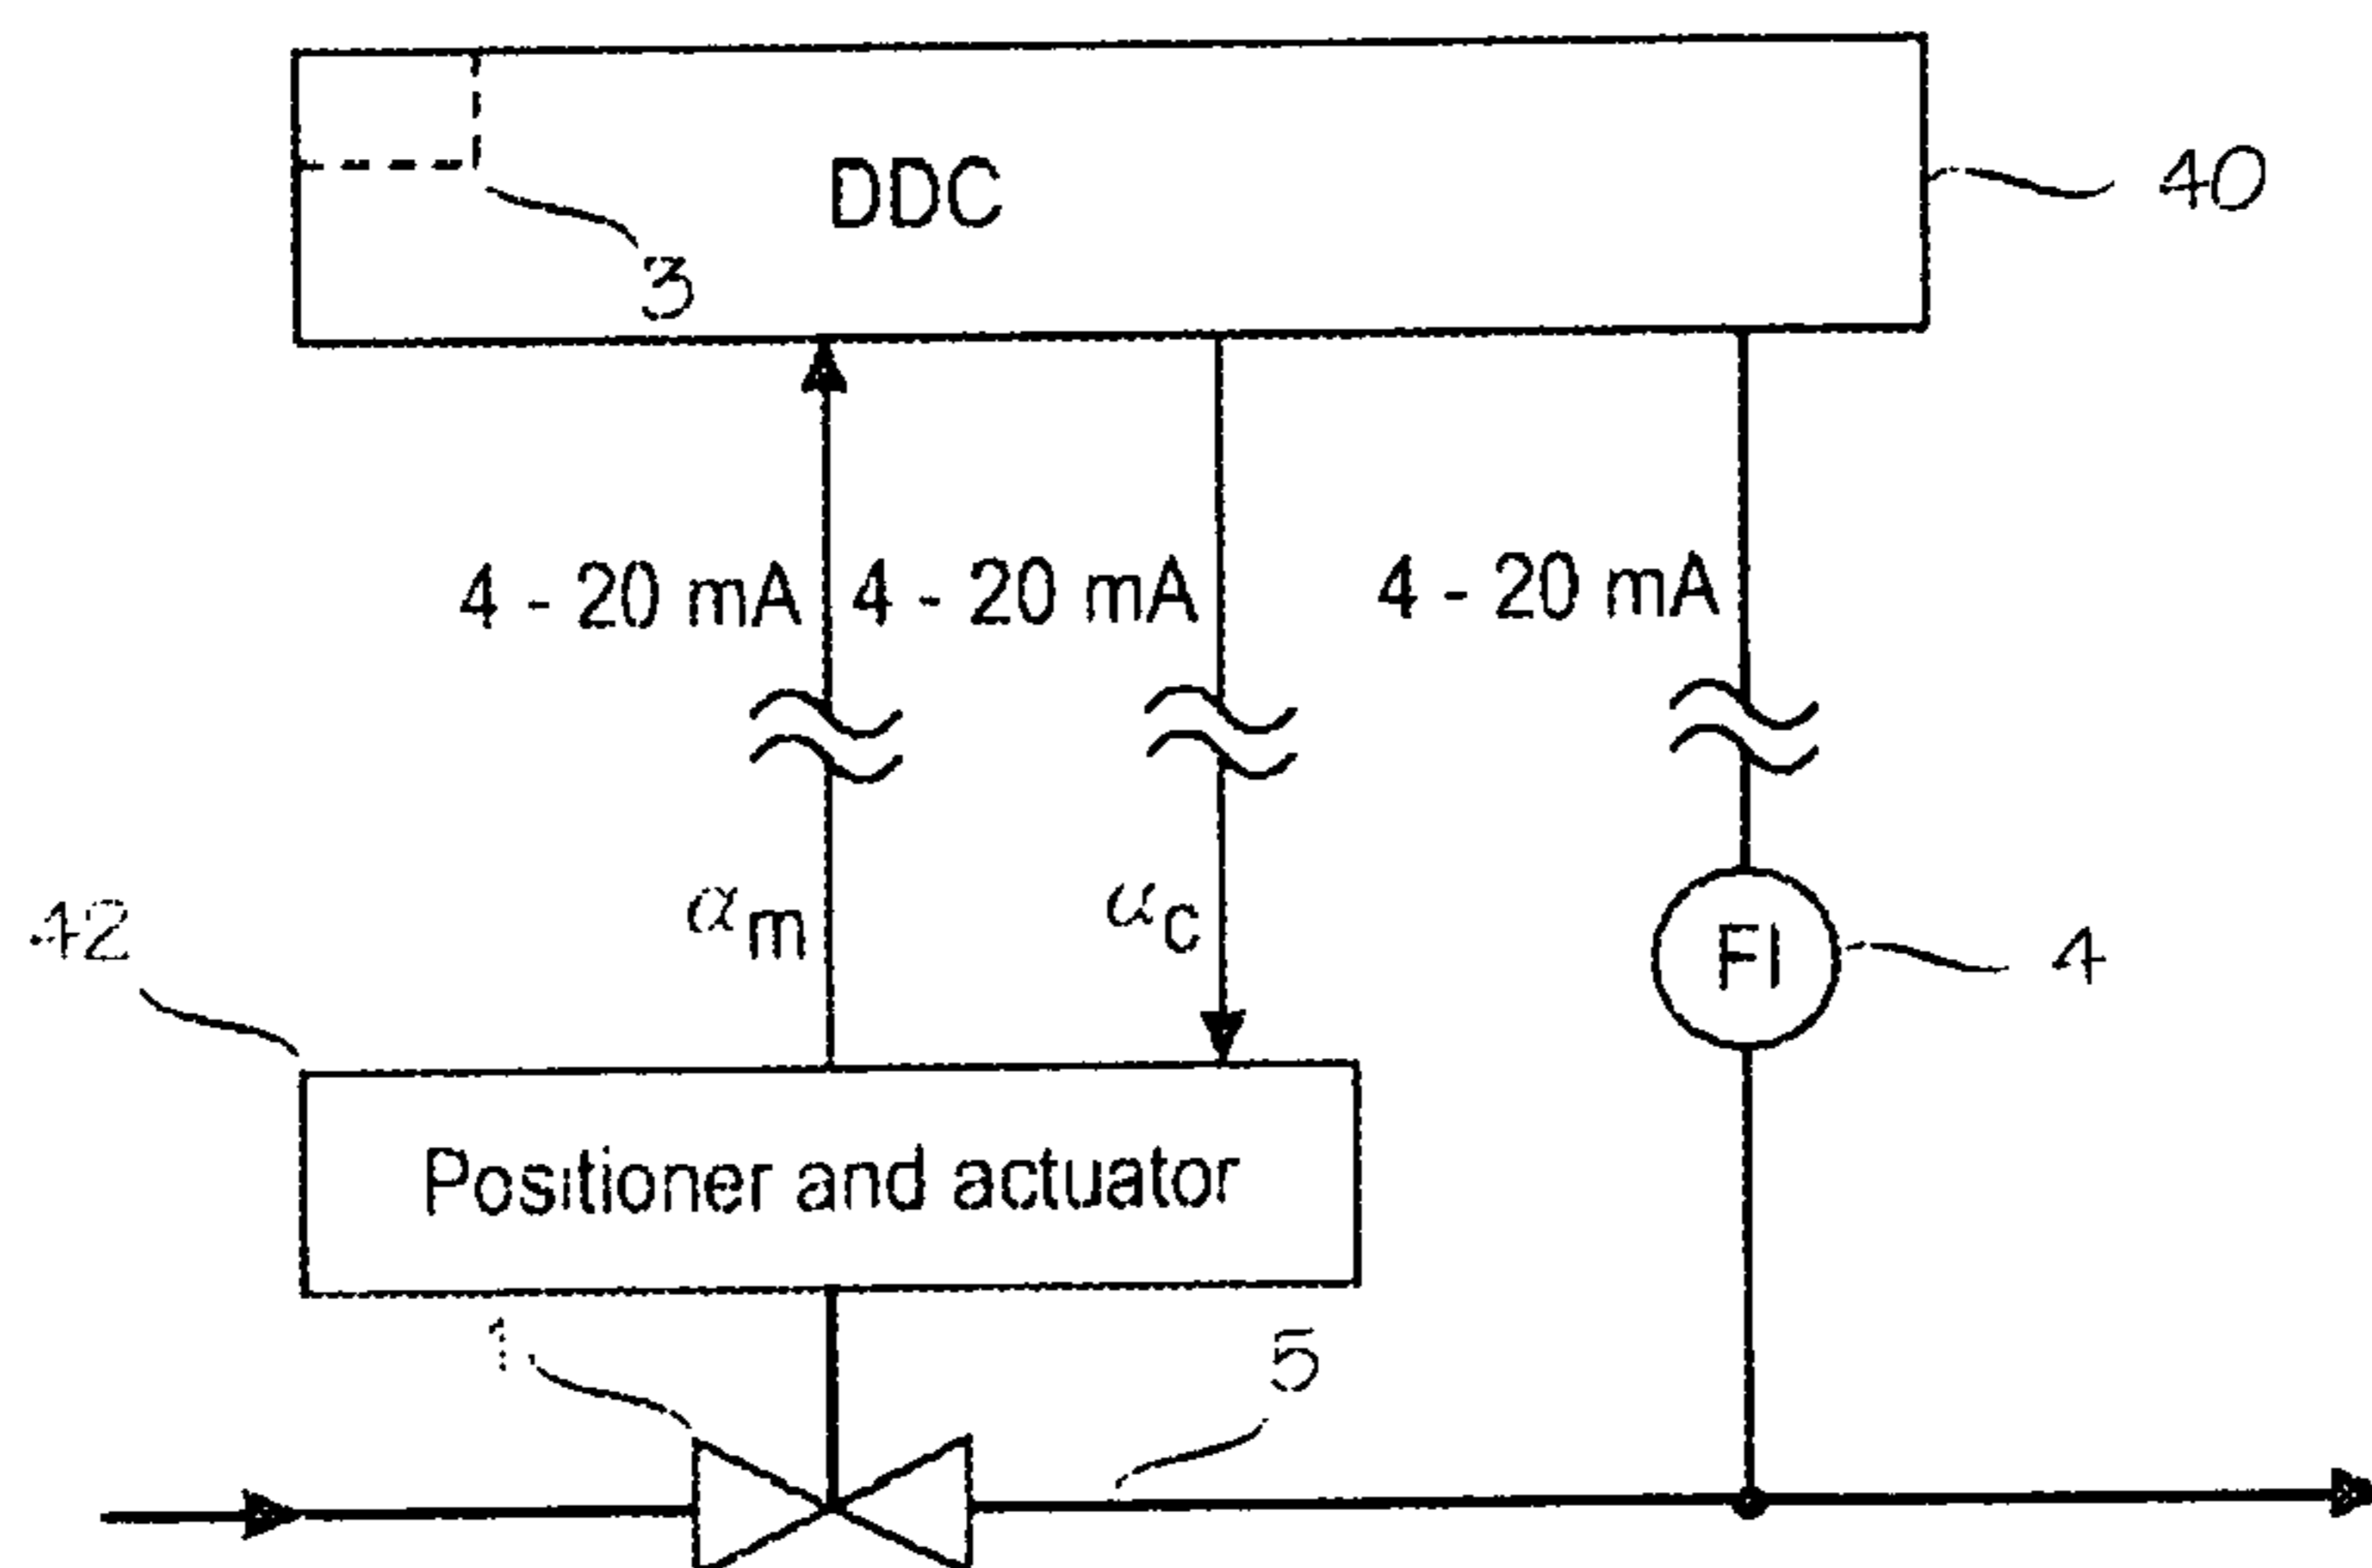 DDC
40
3
4 - 20 mA 4 - 20 mA 4 - 20 mA
42
αm
uc
FI
4
Positioner and actuator
1
5